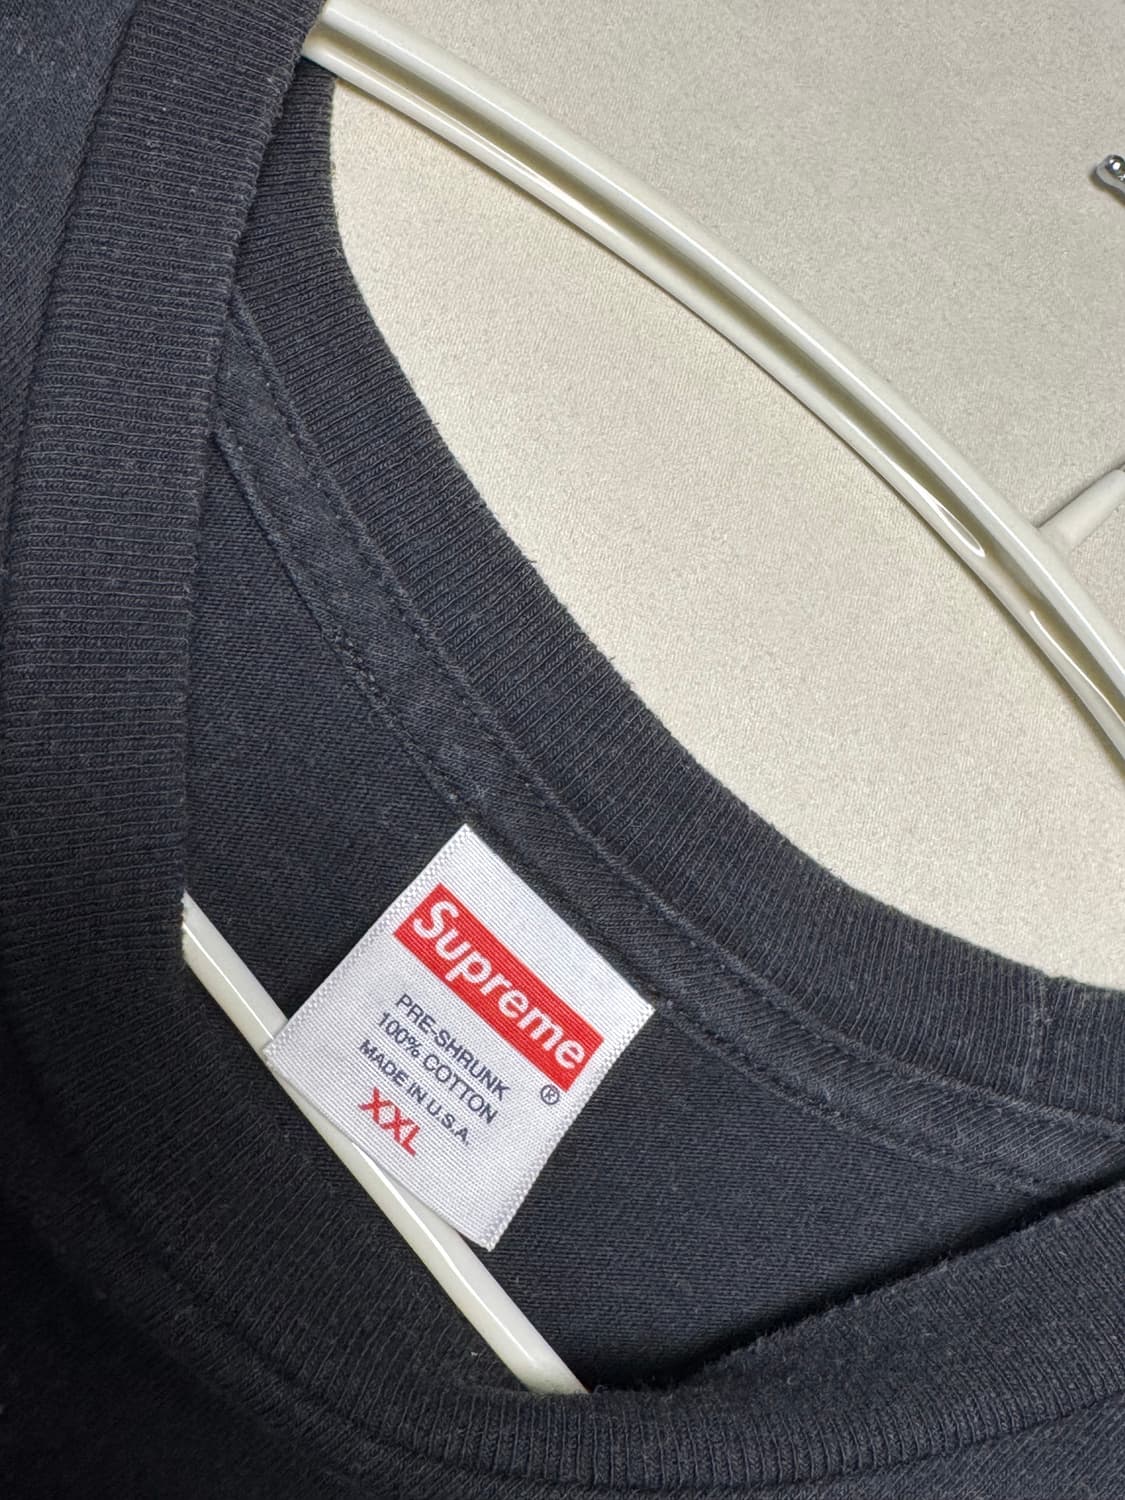 Supreme
®
PRE-SHRUNK
100% COTTON
MADE IN U.S.A.
XXL